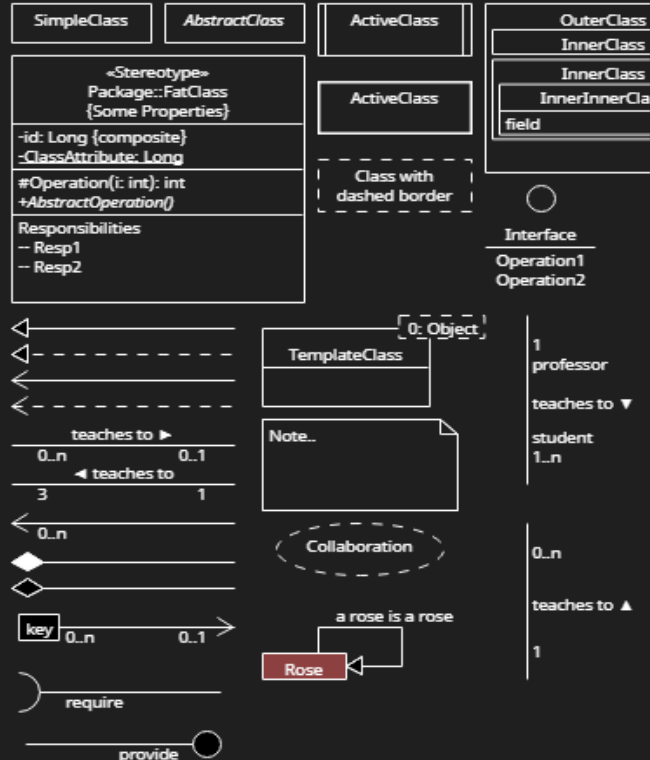 SimpleClass
AbstractClass
ActiveClass
OuterClass
InnerClass
InnerClass
InnerInnerCla
field
«Stereotype»
Package::FatClass
{Some Properties}
-id: Long {composite}
-ClassAttribute: Long
#Operation(i: int): int
+AbstractOperation()
Responsibilities
-- Resp1
-- Resp2
ActiveClass
Class with
dashed border
Interface
Operation1
Operation2
teaches to ►
0..n 0..1
◄ teaches to
3 1
0..n
key
0..n 0..1
require
provide
0: Object
TemplateClass
Note..
Collaboration
a rose is a rose
Rose
1
professor
teaches to ▼
student
1..n
0..n
teaches to ▲
1